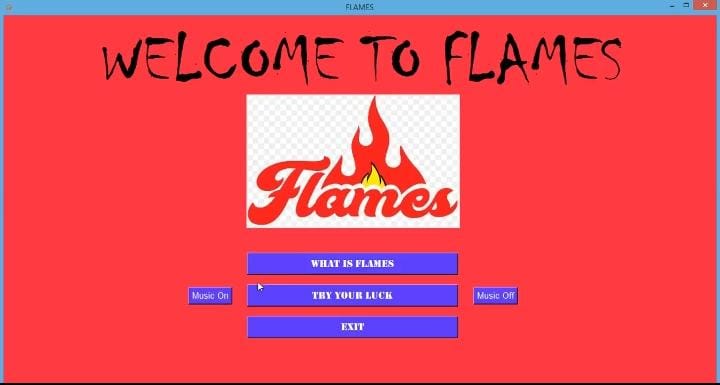 FLAMES
WELCOME TO FLAMES
Flames
WHAT IS FLAMES
Music On
TRY YOUR LUCK
Music Off
EXIT